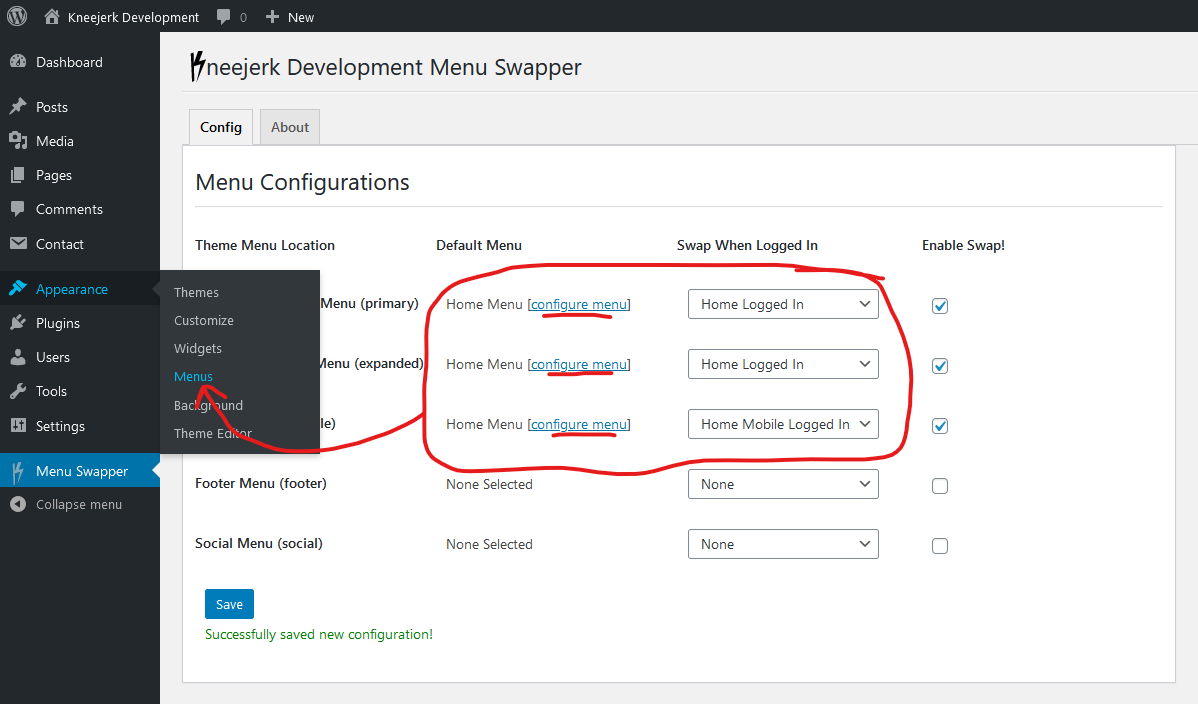 Kneejerk Development 0 New
Dashboard
Posts
Media
Pages
Comments
Contact
Appearance
Plugins
Users
Tools
Settings
Menu Swapper
Collapse menu
Themes
Customize
Widgets
Menus
Background
Theme Editor
Kneejerk Development Menu Swapper
Config About
Menu Configurations
Theme Menu Location Default Menu Swap When Logged In Enable Swap!
Menu (primary) Home Menu [configure menu] Home Logged In
Menu (expanded) Home Menu [configure menu] Home Logged In
le) Home Menu [configure menu] Home Mobile Logged In
Footer Menu (footer) None Selected None
Social Menu (social) None Selected None
Save
Successfully saved new configuration!